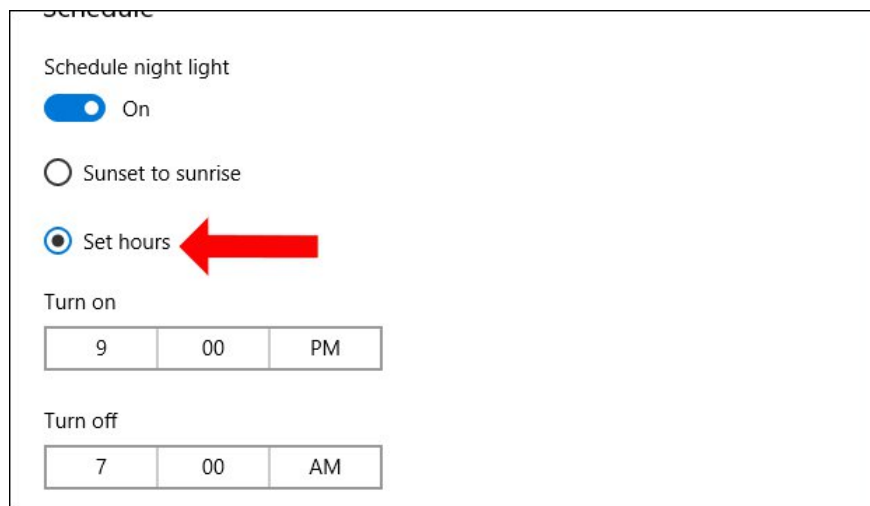 Schedule
Schedule night light
On
Sunset to sunrise
Set hours
Turn on
9 00 PM
Turn off
7 00 AM